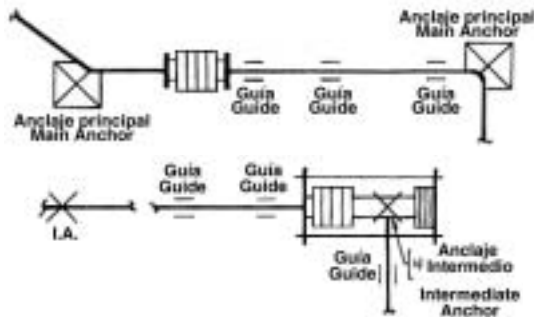 Anclaje principal
Main Anchor
Guía
Guide
Guía
Guide
Guía
Guide
Anclaje principal
Main Anchor
Guía
Guide
Guía
Guide
I.A.
Guía
Guide
Anclaje
Intermedio
Intermediate
Anchor